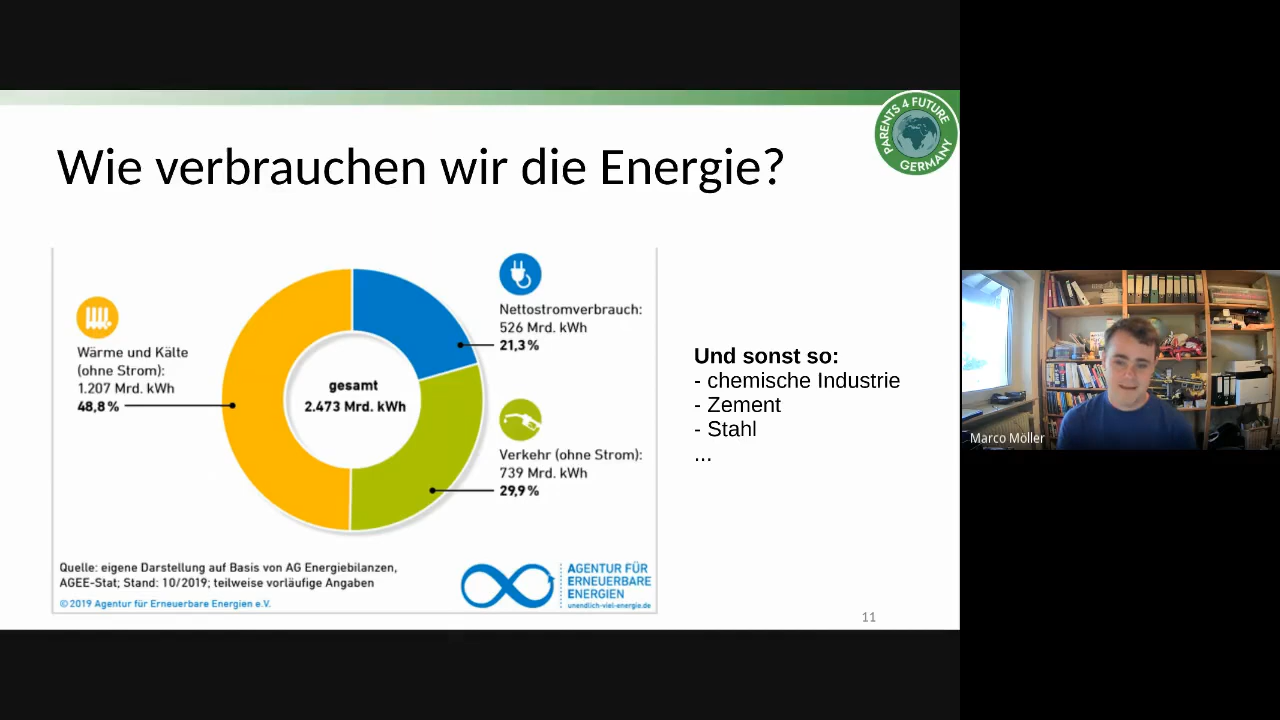 PARENTS 4 FUTURE
GERMANY
Wie verbrauchen wir die Energie?
Nettostromverbrauch:
526 Mrd. kWh
21,3 %
Wärme und Kälte
(ohne Strom):
1.207 Mrd. kWh
48,8 %
gesamt
2.473 Mrd. kWh
Verkehr (ohne Strom):
739 Mrd. kWh
29,9 %
Und sonst so:
- chemische Industrie
- Zement
- Stahl
...
Quelle: eigene Darstellung auf Basis von AG Energiebilanzen,
AGEE-Stat; Stand: 10/2019; teilweise vorläufige Angaben
© 2019 Agentur für Erneuerbare Energien e.V.
AGENTUR FÜR
ERNEUERBARE
ENERGIEN
unendlich-viel-energie.de
11
Marco Möller